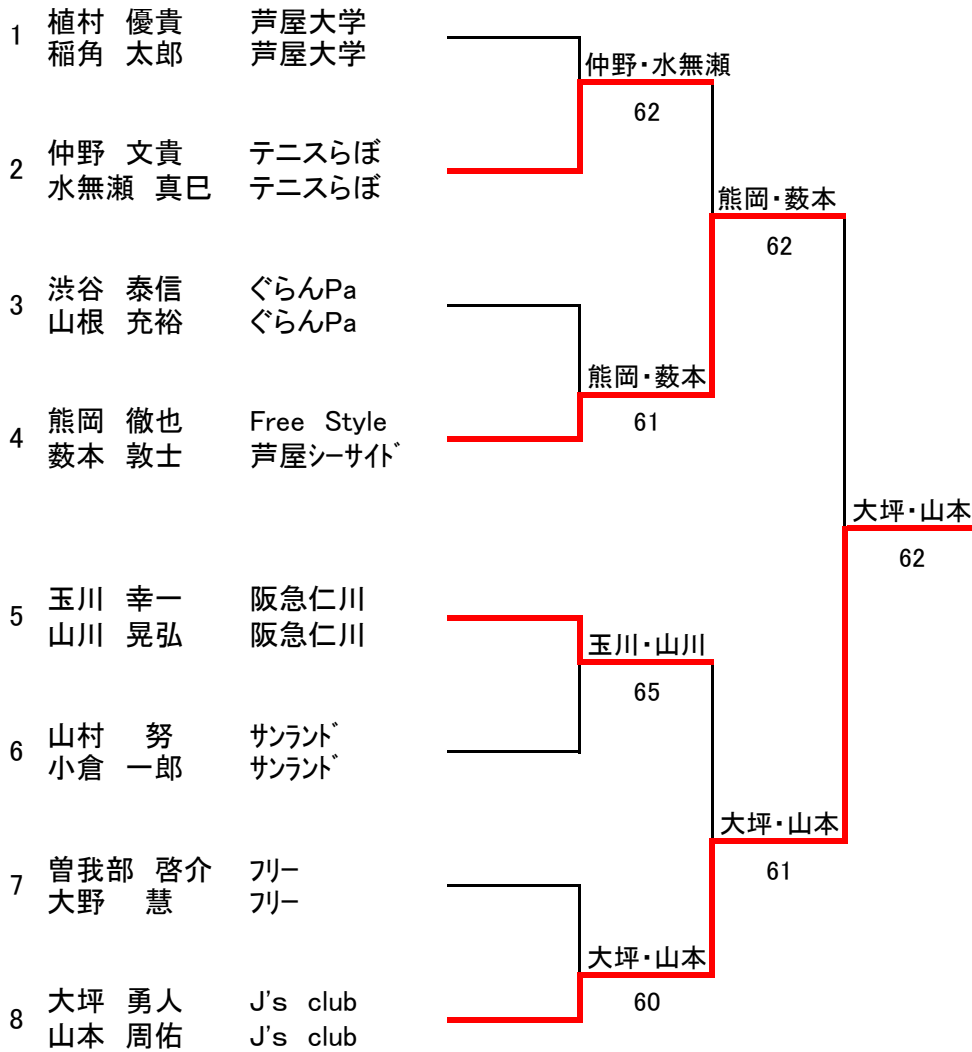 1 植村 優貴 芦屋大学
稲角 太郎 芦屋大学
仲野・水無瀬
62
2 仲野 文貴 テニスらぼ
水無瀬 真巳 テニスらぼ
熊岡・薮本
62
3 渋谷 泰信 ぐらんPa
山根 充裕 ぐらんPa
熊岡・薮本
61
4 熊岡 徹也 Free Style
薮本 敦士 芦屋シーサイド
大坪・山本
62
5 玉川 幸一 阪急仁川
山川 晃弘 阪急仁川
玉川・山川
65
6 山村 努 サンランド
小倉 一郎 サンランド
大坪・山本
61
7 曽我部 啓介 フリー
大野 慧 フリー
大坪・山本
60
8 大坪 勇人 J's club
山本 周佑 J's club